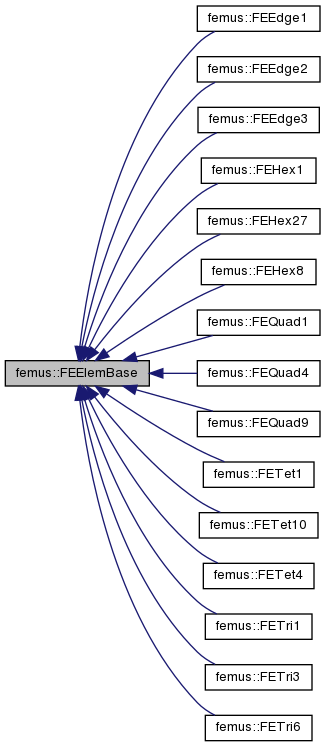 femus::FEEdge1
femus::FEEdge2
femus::FEEdge3
femus::FEHex1
femus::FEHex27
femus::FEHex8
femus::FEQuad1
femus::FEElemBase
femus::FEQuad4
femus::FEQuad9
femus::FETet1
femus::FETet10
femus::FETet4
femus::FETri1
femus::FETri3
femus::FETri6